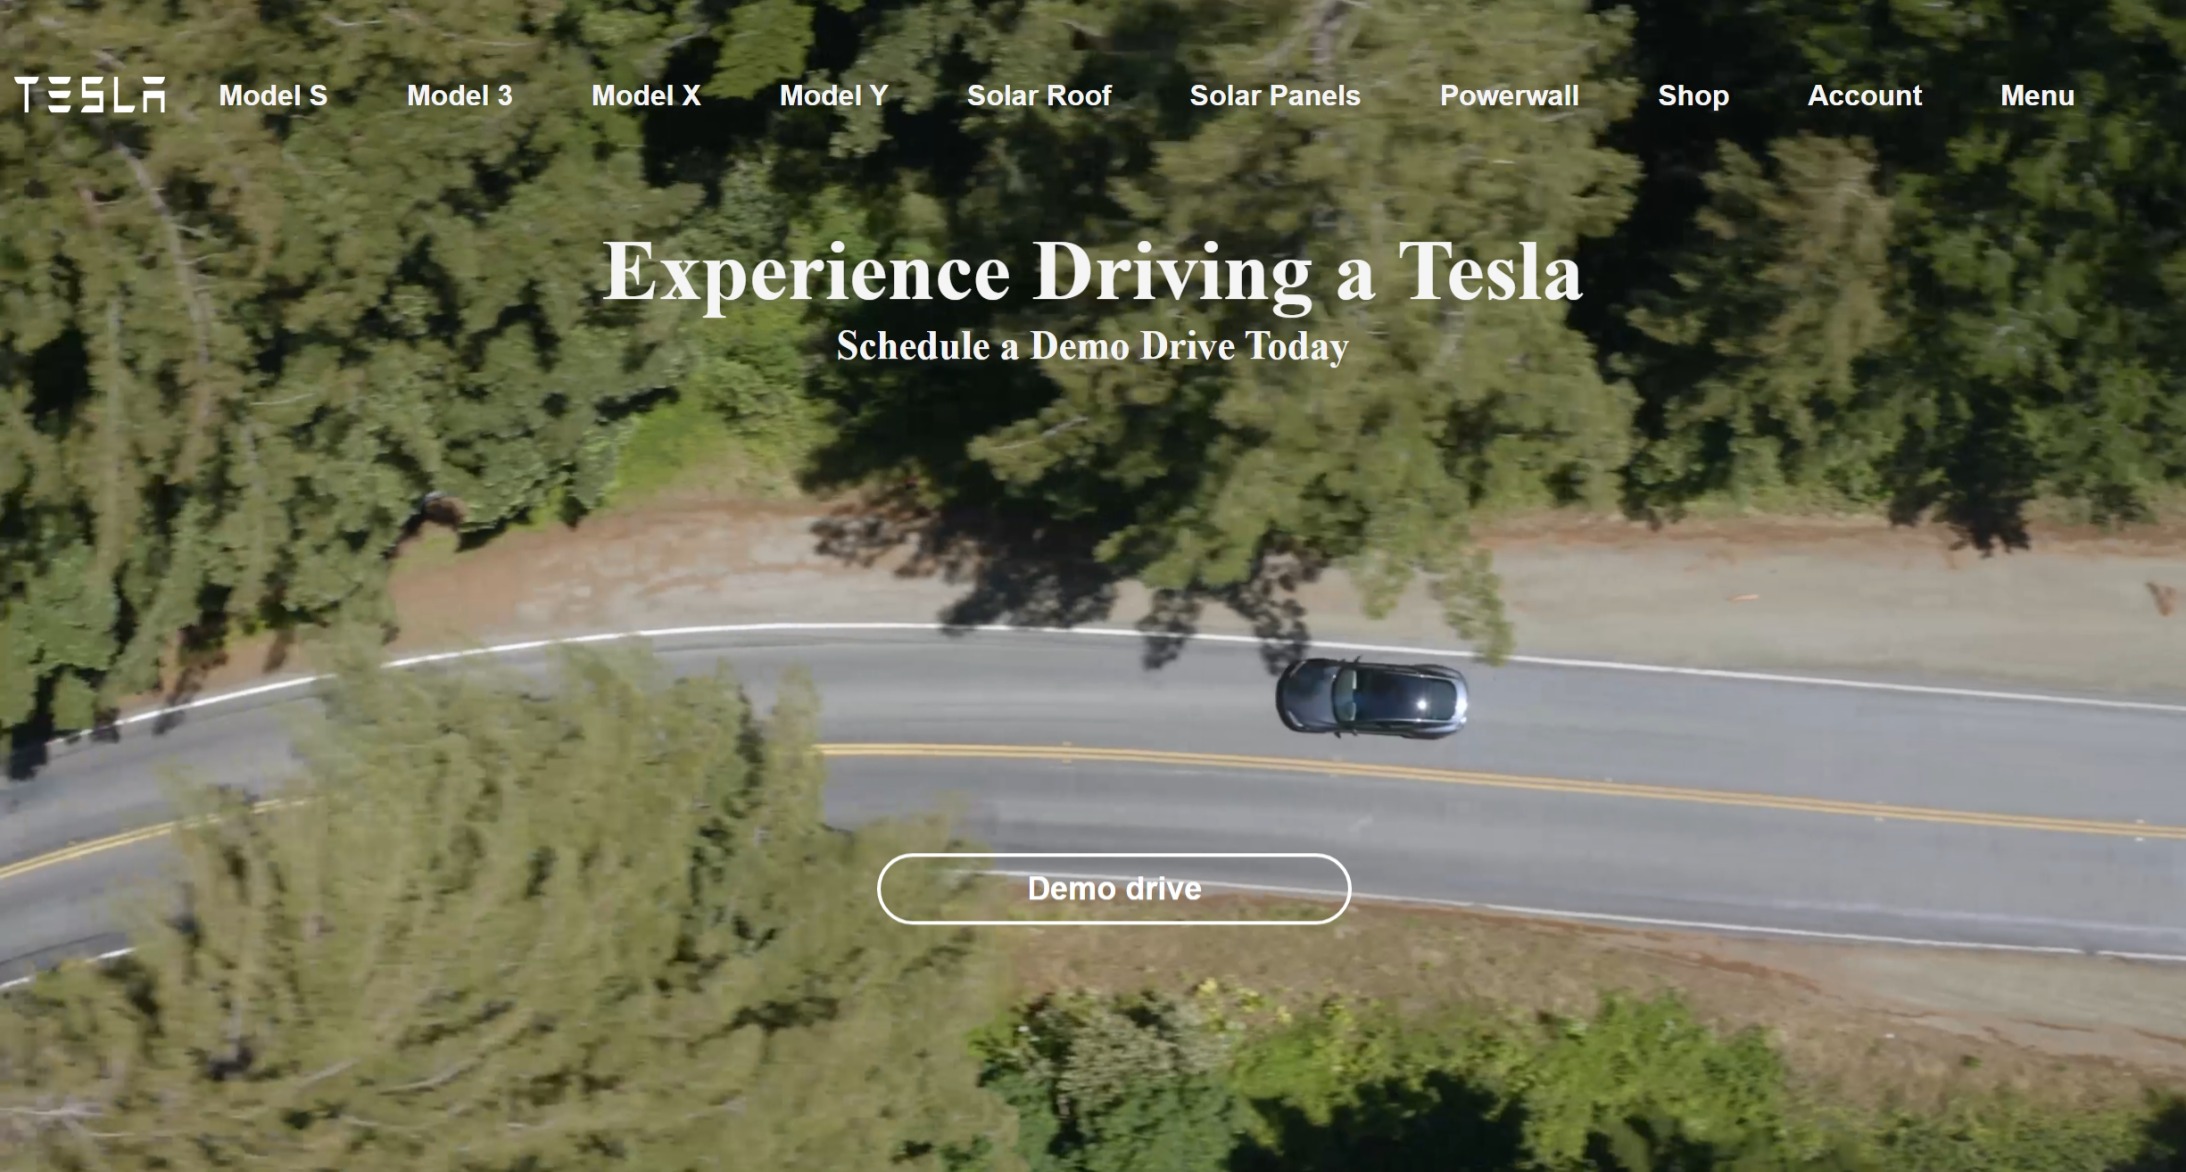 TESLA Model S Model 3 Model X Model Y Solar Roof Solar Panels Powerwall Shop Account Menu
Experience Driving a Tesla
Schedule a Demo Drive Today
Demo drive